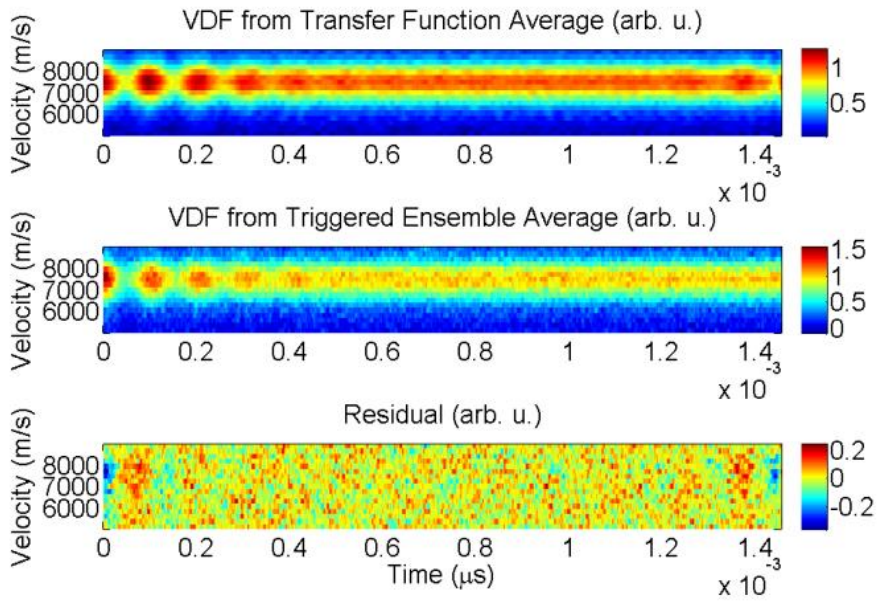 VDF from Transfer Function Average (arb. u.)
Velocity (m/s)
8000
7000
6000
1
0.5
0 0.2 0.4 0.6 0.8 1 1.2 1.4
x 10-3
VDF from Triggered Ensemble Average (arb. u.)
Velocity (m/s)
8000
7000
6000
1.5
1
0.5
0
0 0.2 0.4 0.6 0.8 1 1.2 1.4
x 10-3
Residual (arb. u.)
Velocity (m/s)
8000
7000
6000
0.2
0
-0.2
0 0.2 0.4 0.6 0.8 1 1.2 1.4
Time (μs)
x 10-3